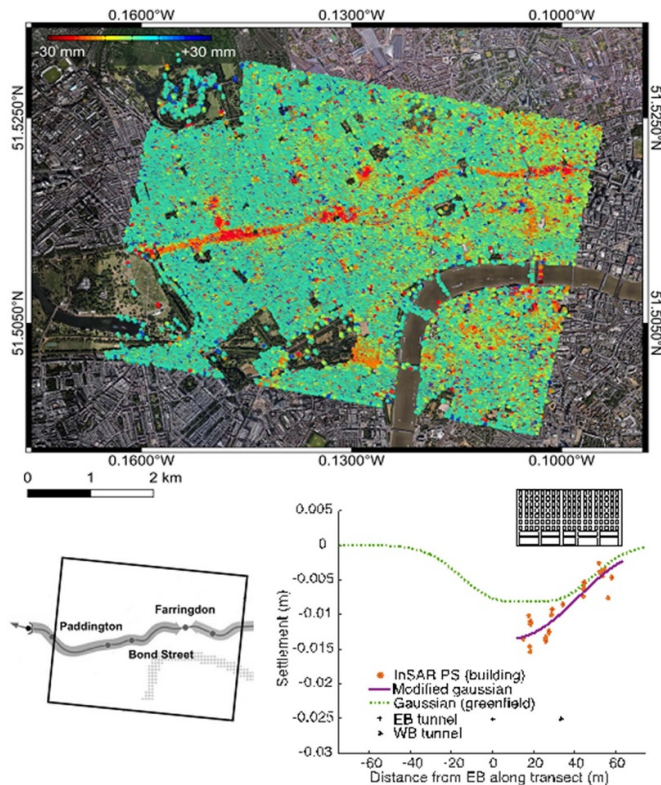 0.1600°W 0.1300°W 0.1000°W
-30 mm +30 mm
51.5250°N 51.5250°N
51.5050°N 51.5050°N
0.1600°W 0.1300°W 0.1000°W
0 1 2 km
Paddington
Farringdon
Bond Street
0.005
0
-0.005
-0.01
-0.015
-0.02
-0.025
-0.03
Settlement (m)
InSAR PS (building)
Modified gaussian
Gaussian (greenfield)
EB tunnel
WB tunnel
-60 -40 -20 0 20 40 60
Distance from EB along transect (m)